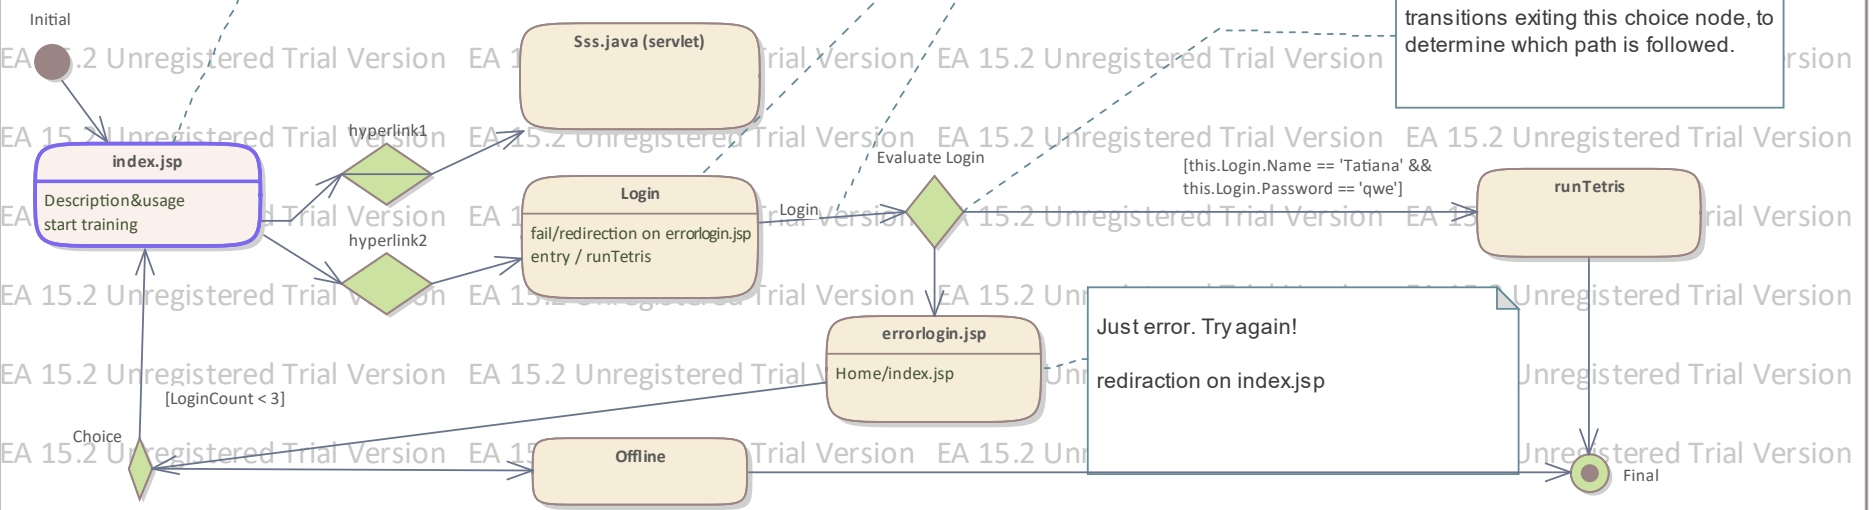 Initial
Sss.java (servlet)
transitions exiting this choice node, to
determine which path is followed.
hyperlink1
index.jsp
Description&usage
start training
Evaluate Login
[this.Login.Name == 'Tatiana' &&
this.Login.Password == 'qwe']
runTetris
Login
fail/redirection on errorlogin.jsp
entry / runTetris
Login
hyperlink2
errorlogin.jsp
Home/index.jsp
Just error. Try again!
rediraction on index.jsp
[LoginCount < 3]
Choice
Offline
Final
EA 15.2 Unregistered Trial Version